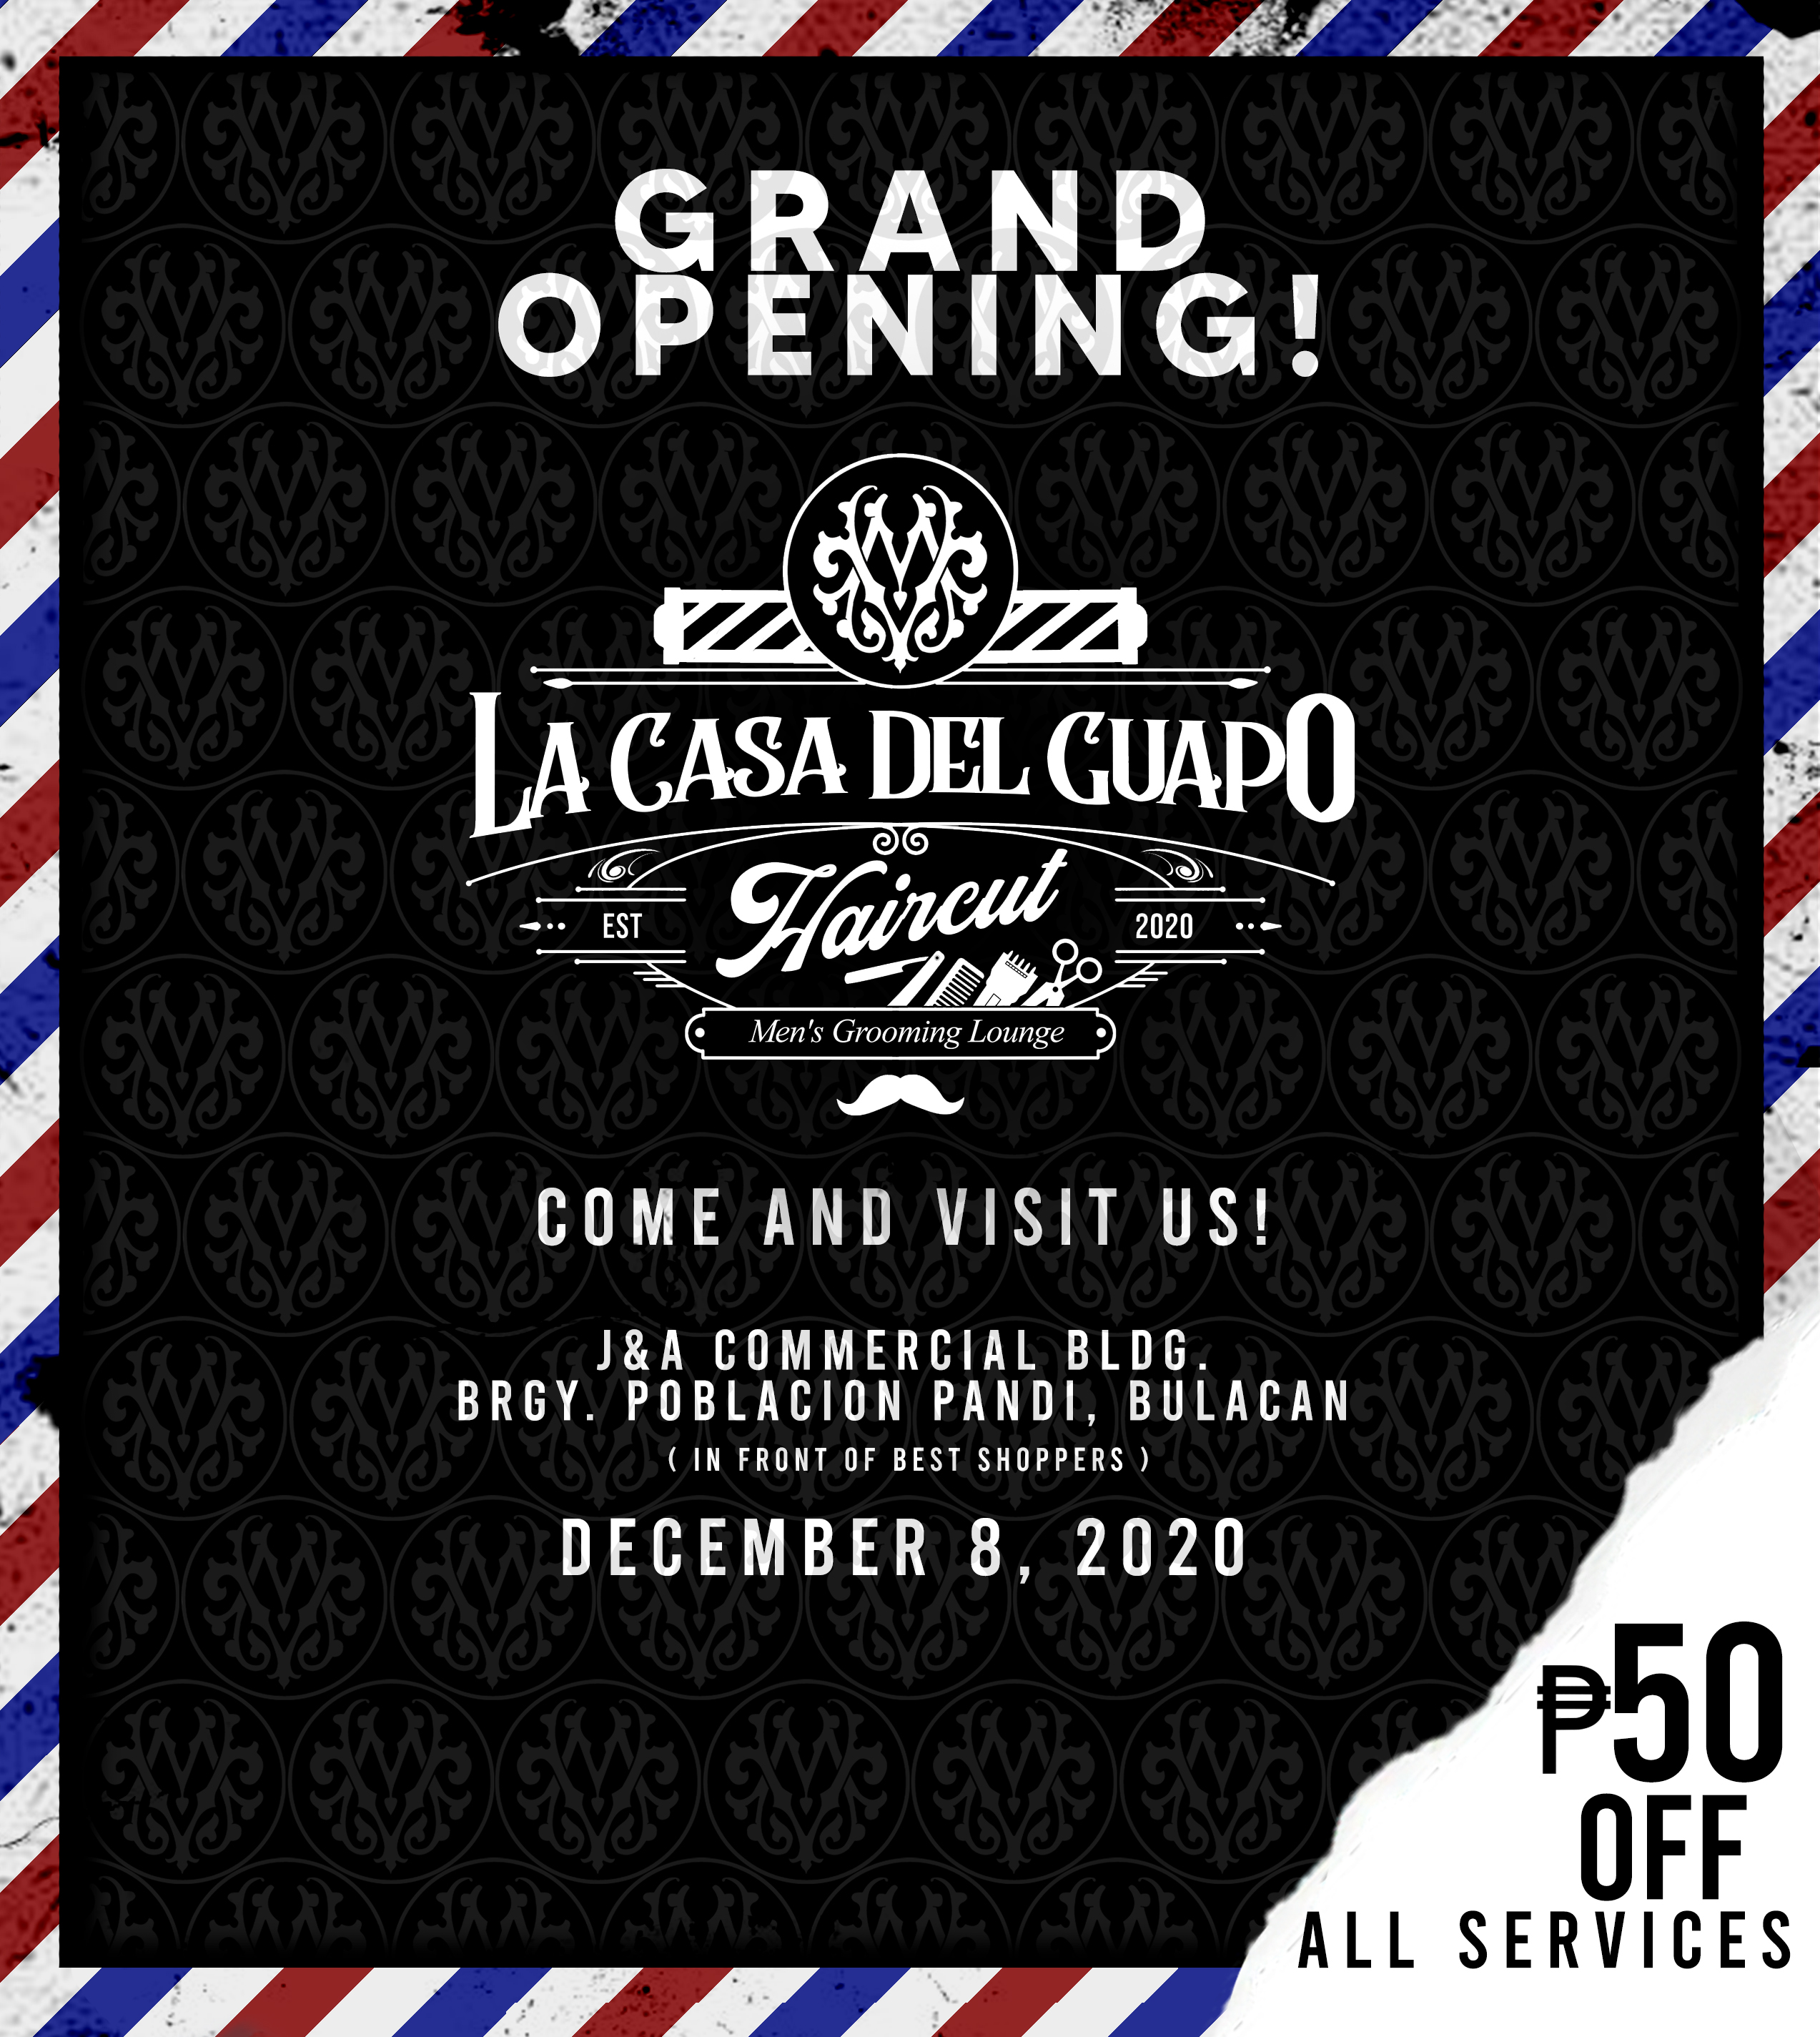 GRAND
OPENING!
LA CASA DEL GUAPO
Haircut
EST 2020
Men's Grooming Lounge
COME AND VISIT US!
J&A COMMERCIAL BLDG.
BRGY. POBLACION PANDI, BULACAN
( IN FRONT OF BEST SHOPPERS )
DECEMBER 8, 2020
₱50
OFF
ALL SERVICES